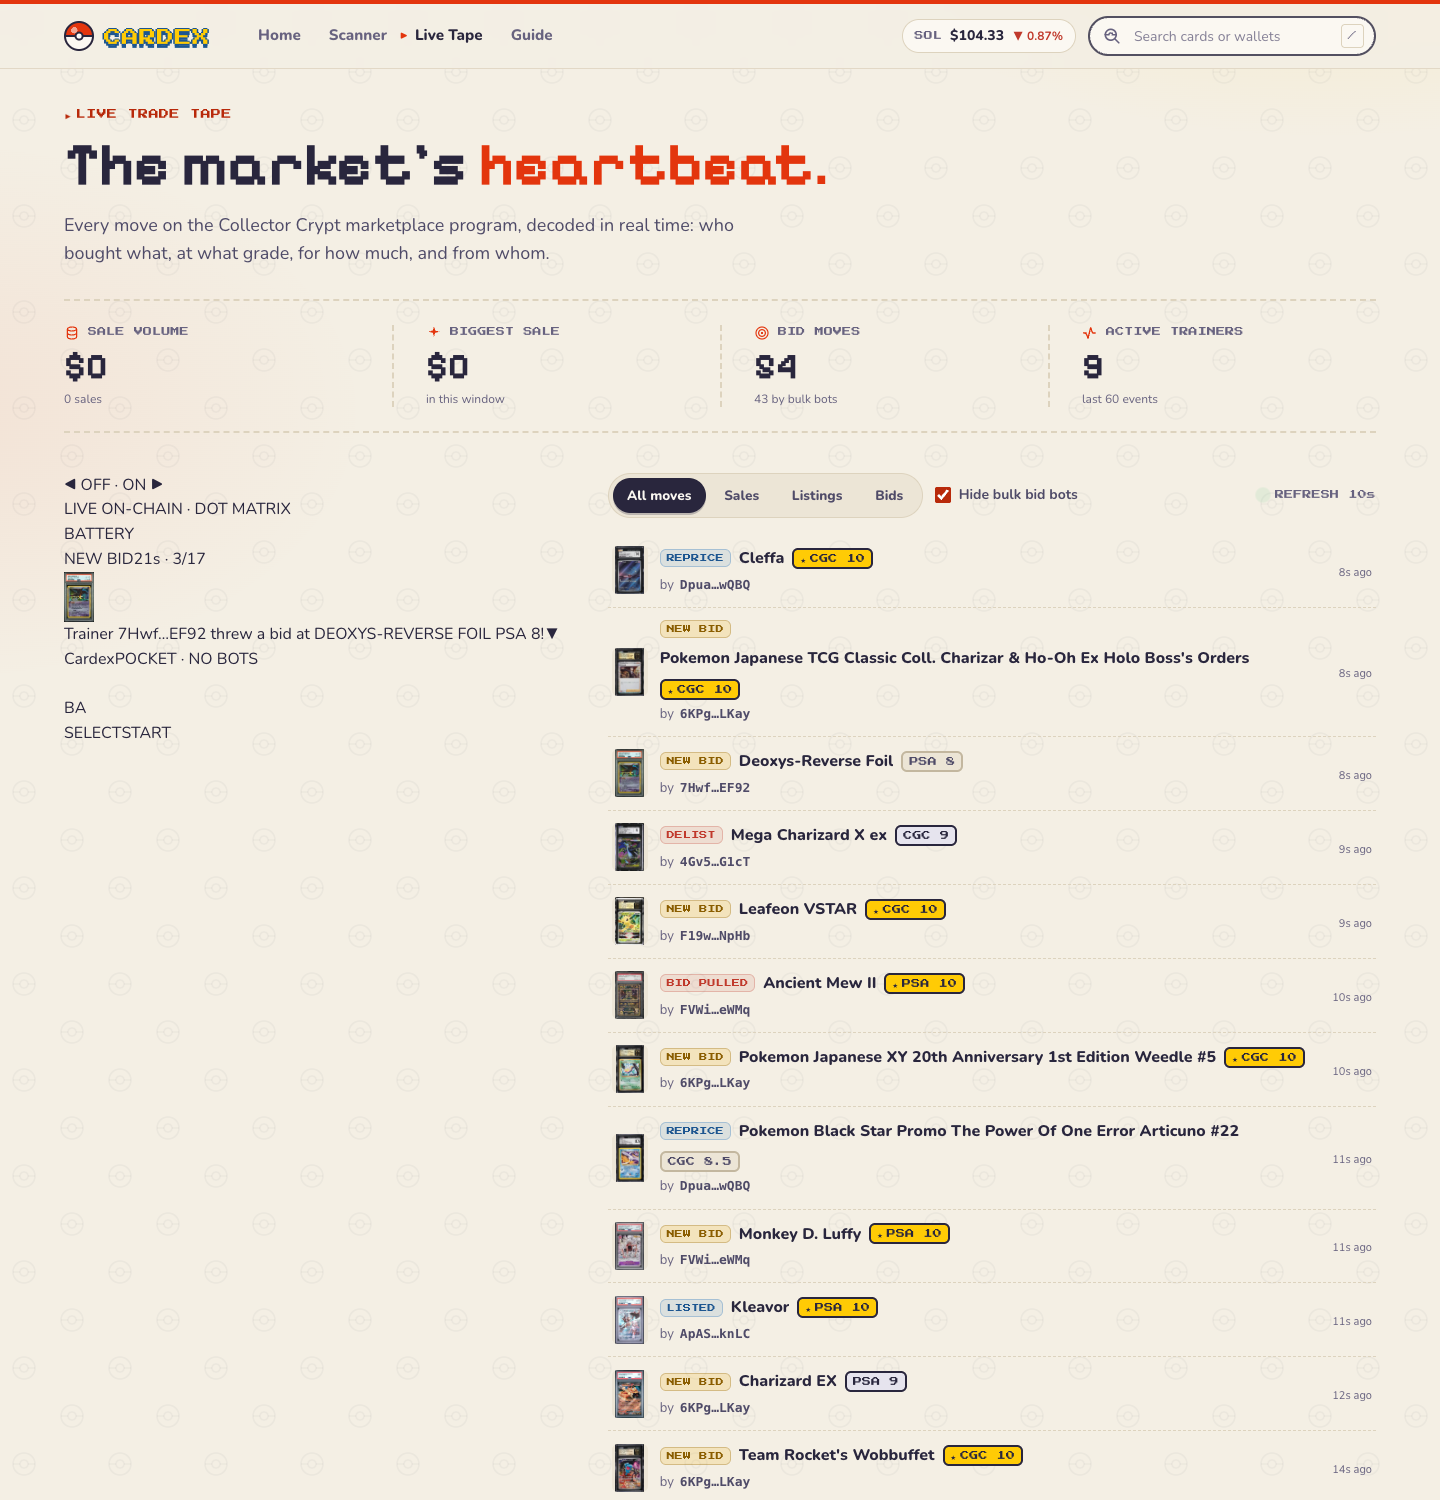 CARDEX Home Scanner ▸ Live Tape Guide SOL $104.33 ▼ 0.87% Search cards or wallets /
▸ LIVE TRADE TAPE
The market's heartbeat.
Every move on the Collector Crypt marketplace program, decoded in real time: who
bought what, at what grade, for how much, and from whom.
SALE VOLUME
$0
0 sales
BIGGEST SALE
$0
in this window
BID MOVES
54
43 by bulk bots
ACTIVE TRAINERS
9
last 60 events
◀ OFF · ON ▶
LIVE ON-CHAIN · DOT MATRIX
BATTERY
NEW BID21s · 3/17
Trainer 7Hwf…EF92 threw a bid at DEOXYS-REVERSE FOIL PSA 8!▼
CardexPOCKET · NO BOTS
BA
SELECTSTART
All moves Sales Listings Bids Hide bulk bid bots REFRESH 10s
REPRICE Cleffa ★CGC 10
by Dpua…wQBQ
8s ago
NEW BID
Pokemon Japanese TCG Classic Coll. Charizar & Ho-Oh Ex Holo Boss's Orders
★CGC 10
by 6KPg…LKay
8s ago
NEW BID Deoxys-Reverse Foil PSA 8
by 7Hwf…EF92
8s ago
DELIST Mega Charizard X ex CGC 9
by 4Gv5…G1cT
9s ago
NEW BID Leafeon VSTAR ★CGC 10
by F19w…NpHb
9s ago
BID PULLED Ancient Mew II ★PSA 10
by FVWi…eWMq
10s ago
NEW BID Pokemon Japanese XY 20th Anniversary 1st Edition Weedle #5 ★CGC 10
by 6KPg…LKay
10s ago
REPRICE Pokemon Black Star Promo The Power Of One Error Articuno #22
CGC 8.5
by Dpua…wQBQ
11s ago
NEW BID Monkey D. Luffy ★PSA 10
by FVWi…eWMq
11s ago
LISTED Kleavor ★PSA 10
by ApAS…knLC
11s ago
NEW BID Charizard EX PSA 9
by 6KPg…LKay
12s ago
NEW BID Team Rocket's Wobbuffet ★CGC 10
by 6KPg…LKay
14s ago